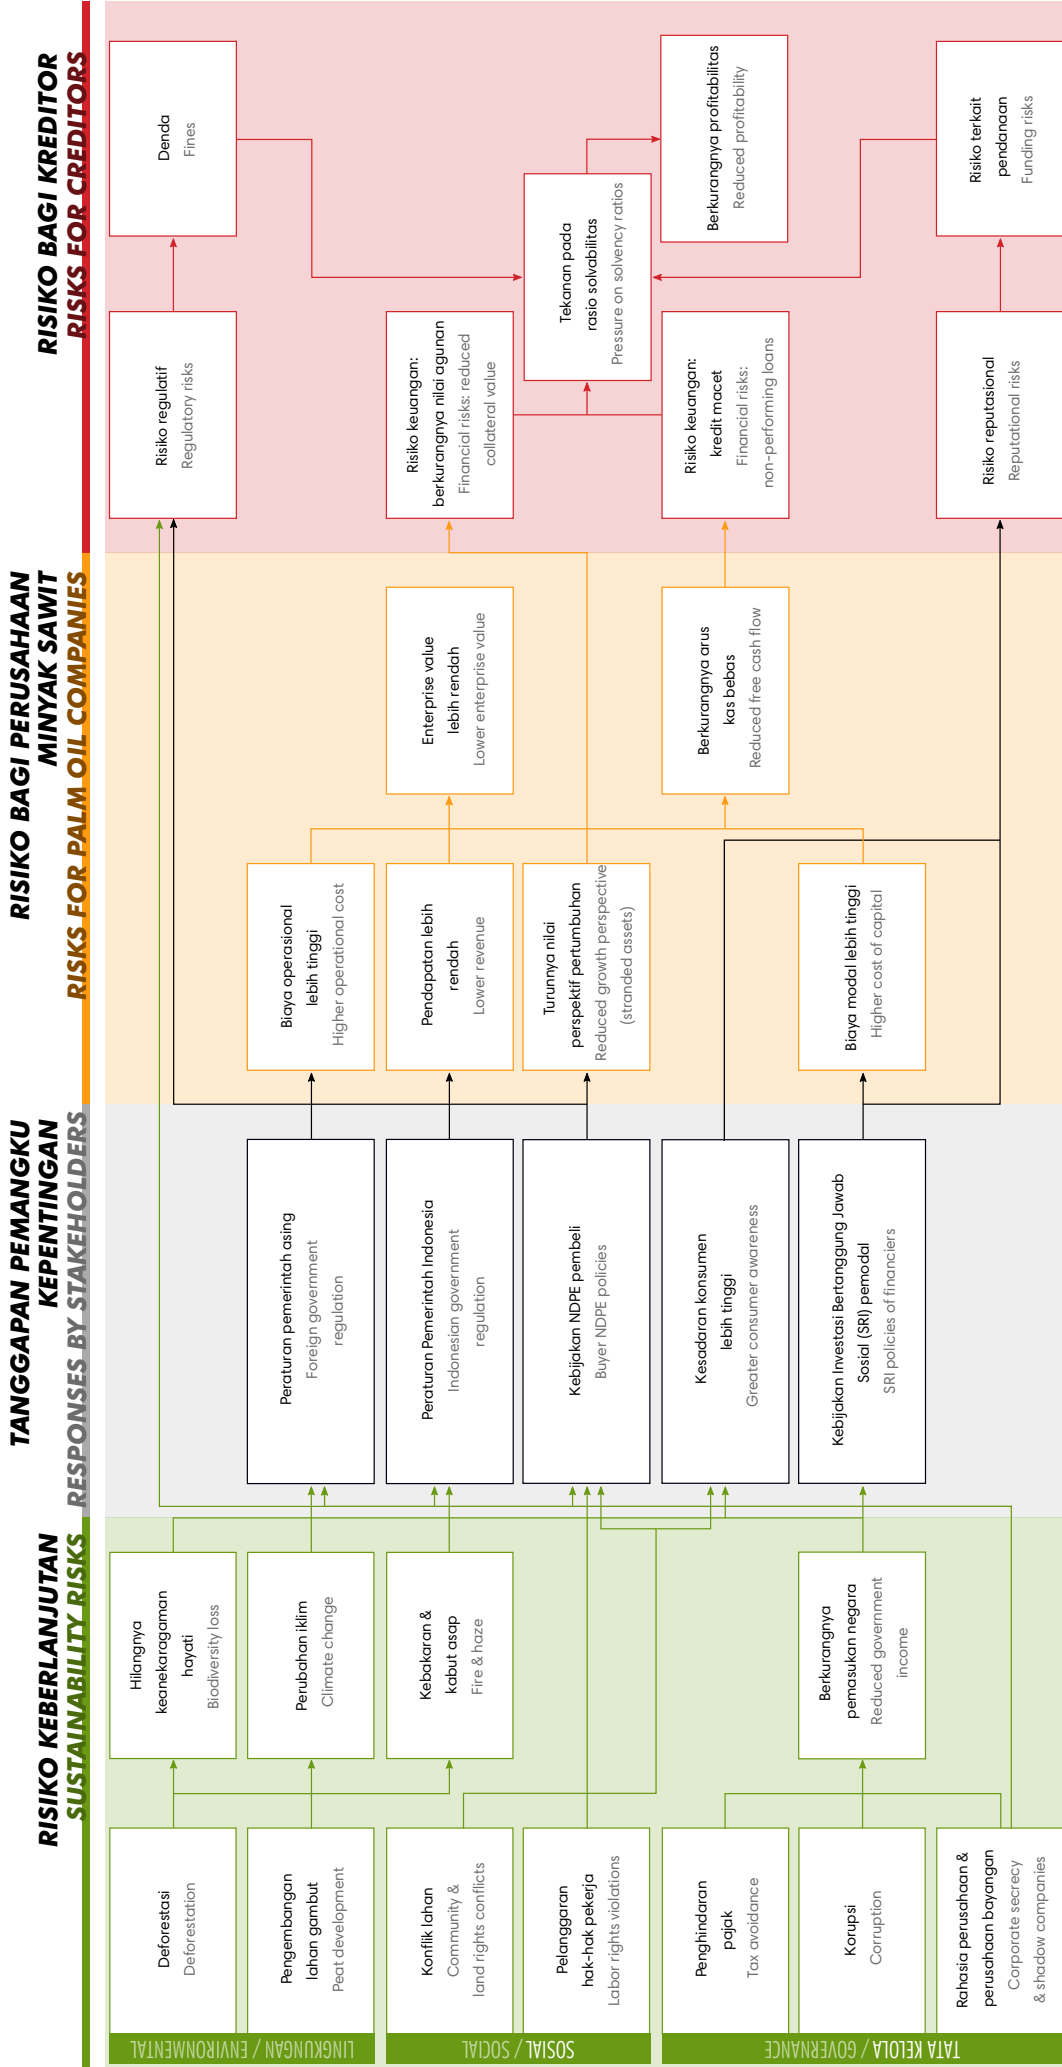 RISIKO KEBERLANJUTAN
SUSTAINABILITY RISKS
TANGGAPAN PEMANGKU
KEPENTINGAN
RESPONSES BY STAKEHOLDERS
RISIKO BAGI PERUSAHAAN
MINYAK SAWIT
RISKS FOR PALM OIL COMPANIES
RISIKO BAGI KREDITOR
RISKS FOR CREDITORS
LINGKUNGAN / ENVIRONMENTAL
SOSIAL / SOCIAL
TATA KELOLA / GOVERNANCE
Deforestasi
Deforestation
Pengembangan
lahan gambut
Peat development
Konflik lahan
Community &
land rights conflicts
Pelanggaran
hak-hak pekerja
Labor rights violations
Penghindaran
pajak
Tax avoidance
Korupsi
Corruption
Rahasia perusahaan &
perusahaan bayangan
Corporate secrecy
& shadow companies
Hilangnya
keanekaragaman
hayati
Biodiversity loss
Perubahan iklim
Climate change
Kebakaran &
kabut asap
Fire & haze
Berkurangnya
pemasukan negara
Reduced government
income
Peraturan pemerintah asing
Foreign government
regulation
Peraturan Pemerintah Indonesia
Indonesian government
regulation
Kebijakan NDPE pembeli
Buyer NDPE policies
Kesadaran konsumen
lebih tinggi
Greater consumer awareness
Kebijakan Investasi Bertanggung Jawab
Sosial (SRI) pemodal
SRI policies of financiers
Biaya operasional
lebih tinggi
Higher operational cost
Pendapatan lebih
rendah
Lower revenue
Turunnya nilai
perspektif pertumbuhan
Reduced growth perspective
(stranded assets)
Biaya modal lebih tinggi
Higher cost of capital
Enterprise value
lebih rendah
Lower enterprise value
Berkurangnya arus
kas bebas
Reduced free cash flow
Risiko regulatif
Regulatory risks
Risiko keuangan:
berkurangnya nilai agunan
Financial risks: reduced
collateral value
Risiko keuangan:
kredit macet
Financial risks:
non-performing loans
Risiko reputasional
Reputational risks
Denda
Fines
Tekanan pada
rasio solvabilitas
Pressure on solvency ratios
Berkurangnya profitabilitas
Reduced profitability
Risiko terkait
pendanaan
Funding risks